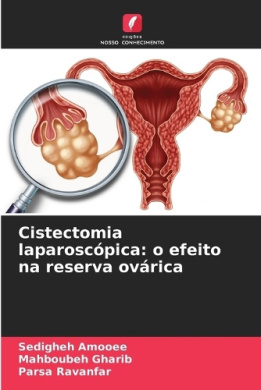 edições
NOSSO CONHECIMENTO
Cistectomia
laparoscópica: o efeito
na reserva ovárica
Sedigheh Amooee
Mahboubeh Gharib
Parsa Ravanfar